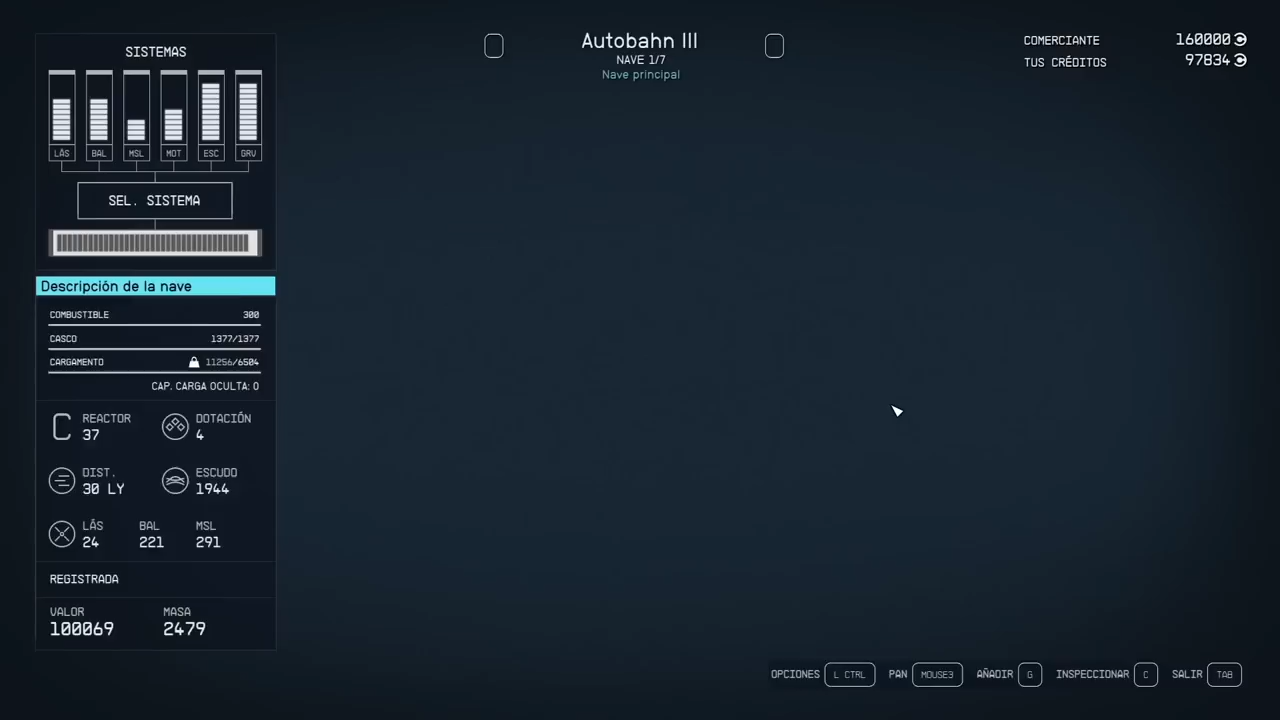 SISTEMAS
LÁS BAL MSL MOT ESC GRV
SEL. SISTEMA
Descripción de la nave
COMBUSTIBLE 300
CASCO 1377/1377
CARGAMENTO 11256/6504
CAP. CARGA OCULTA: 0
C REACTOR 37
DOTACIÓN 4
DIST. 30 LY
ESCUDO 1944
LÁS BAL MSL
24 221 291
REGISTRADA
VALOR MASA
100069 2479
Autobahn III
NAVE 1/7
Nave principal
COMERCIANTE 160000
TUS CRÉDITOS 97834
OPCIONES L CTRL PAN MOUSE3 AÑADIR G INSPECCIONAR C SALIR TAB